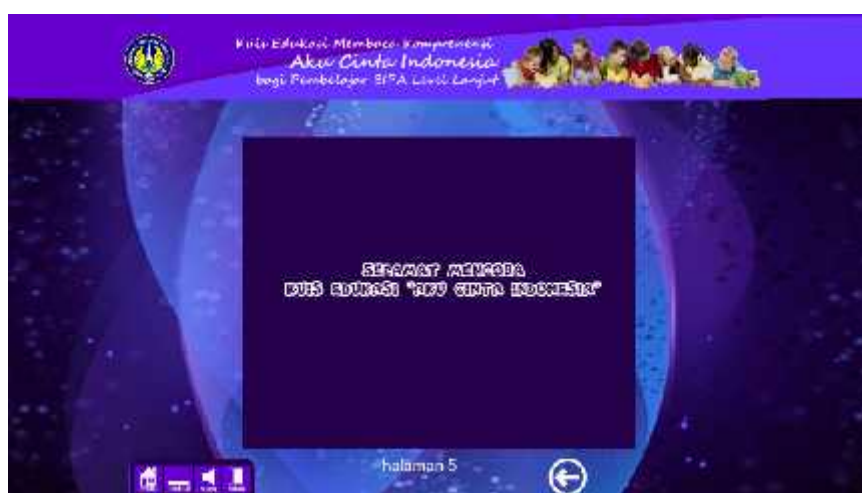 Kuis Edukasi Membaca Komprehensi
Aku Cinta Indonesia
bagi Pembelajar BIPA Level Lanjut
SELAMAT MENCOBA
KUIS EDUKASI "AKU CINTA INDONESIA"
halaman 5